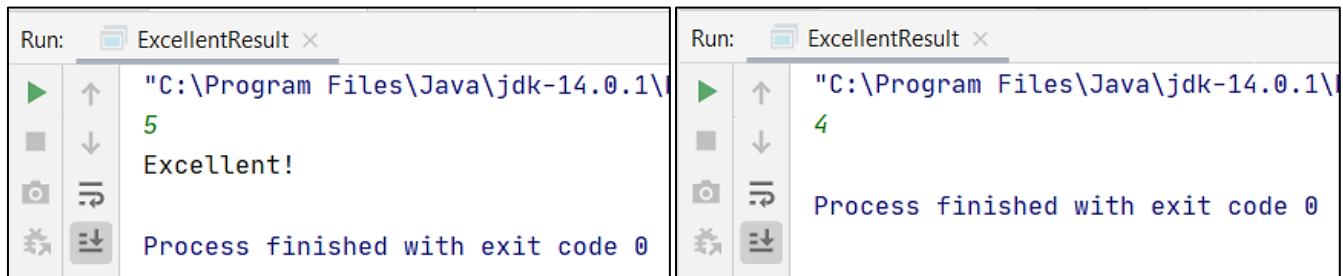 Run: ExcellentResult ×
"C:\Program Files\Java\jdk-14.0.1\
5
Excellent!
Process finished with exit code 0
Run: ExcellentResult ×
"C:\Program Files\Java\jdk-14.0.1\
4
Process finished with exit code 0